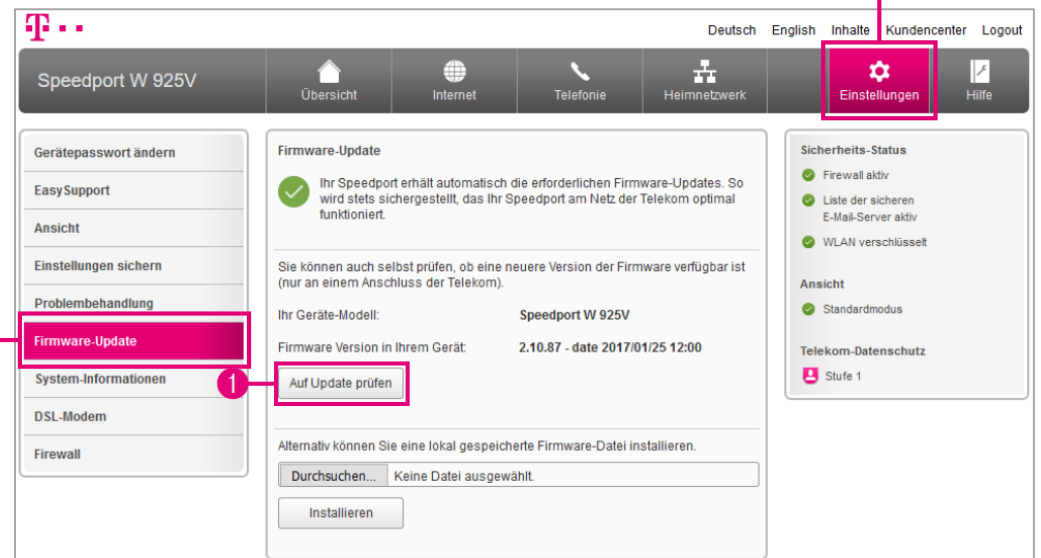 T
Deutsch English Inhalte Kundencenter Logout
Speedport W 925V
Übersicht
Internet
Telefonie
Heimnetzwerk
Einstellungen
Hilfe
Gerätepasswort ändern
EasySupport
Ansicht
Einstellungen sichern
Problembehandlung
Firmware-Update
System-Informationen
DSL-Modem
Firewall
Firmware-Update
Ihr Speedport erhält automatisch die erforderlichen Firmware-Updates. So
wird stets sichergestellt, das Ihr Speedport am Netz der Telekom optimal
funktioniert.
Sie können auch selbst prüfen, ob eine neuere Version der Firmware verfügbar ist
(nur an einem Anschluss der Telekom).
Ihr Geräte-Modell: Speedport W 925V
Firmware Version in Ihrem Gerät: 2.10.87 - date 2017/01/25 12:00
1
Auf Update prüfen
Alternativ können Sie eine lokal gespeicherte Firmware-Datei installieren.
Durchsuchen... Keine Datei ausgewählt.
Installieren
Sicherheits-Status
Firewall aktiv
Liste der sicheren
E-Mail-Server aktiv
WLAN verschlüsselt
Ansicht
Standardmodus
Telekom-Datenschutz
Stufe 1